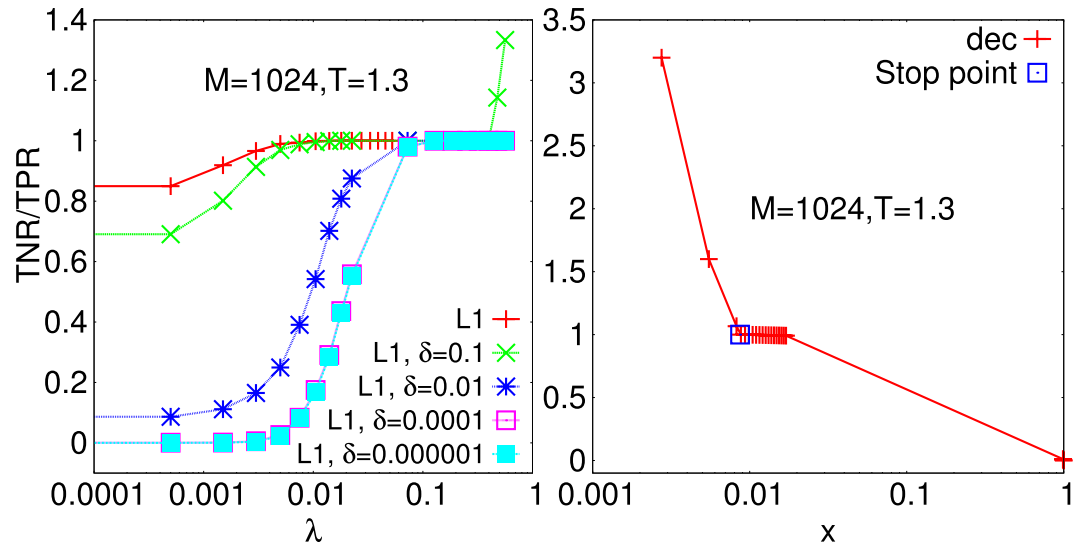 1.4
1.2
1
0.8
0.6
0.4
0.2
0
TNR/TPR
M=1024,T=1.3
L1
L1, δ=0.1
L1, δ=0.01
L1, δ=0.0001
L1, δ=0.000001
0.0001 0.001 0.01 0.1 1
λ
3.5
3
2.5
2
1.5
1
0.5
0
dec
Stop point
M=1024,T=1.3
0.001 0.01 0.1 1
x